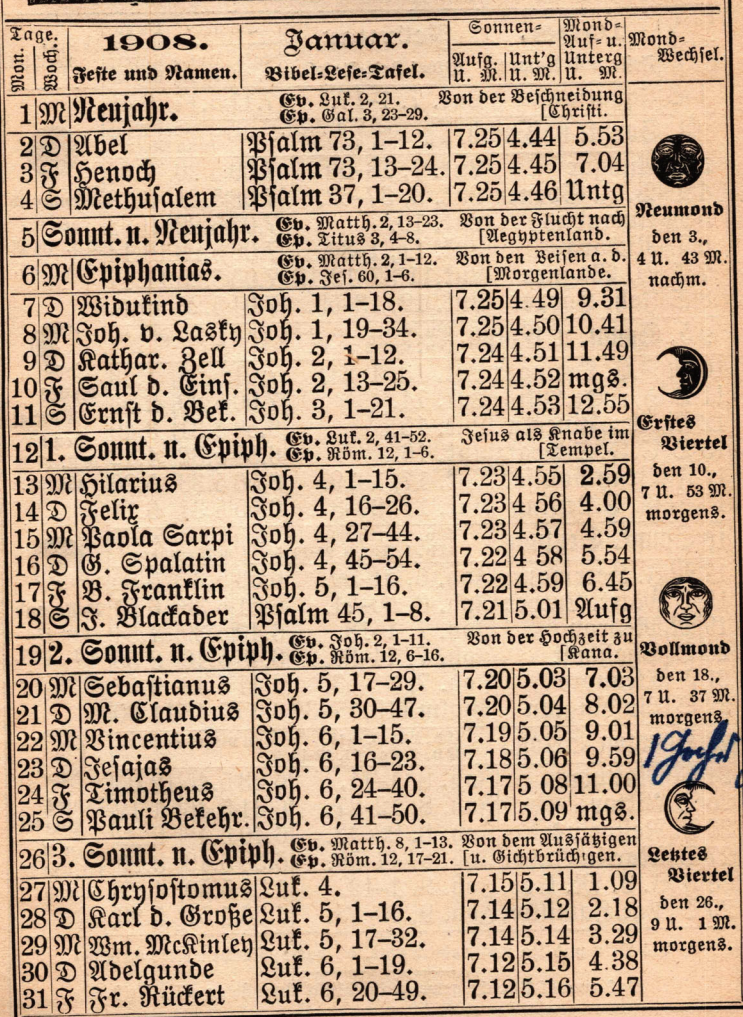 Tage. 1908. Januar. Sonnen= Mond= Auf= u. Mond=
Mon. Woch. Feste und Namen. Bibel=Lese=Tafel. Aufg. Unt'g Unterg Wechsel.
U. M. U. M. U. M.
1 M Neujahr. Ev. Luk. 2, 21. Von der Beschneidung
Ep. Gal. 3, 23–29. [Christi.
2 D Abel Psalm 73, 1–12. 7.25 4.44 5.53
3 F Henoch Psalm 73, 13–24. 7.25 4.45 7.04
4 S Methusalem Psalm 37, 1–20. 7.25 4.46 Untg
5 Sonnt. n. Neujahr. Ev. Matth. 2, 13–23. Von der Flucht nach
Ep. Titus 3, 4–8. [Aegyptenland.
6 M Epiphanias. Ev. Matth. 2, 1–12. Von den Weisen a. d.
Ep. Jes. 60, 1–6. [Morgenlande.
7 D Widukind Joh. 1, 1–18. 7.25 4.49 9.31
8 M Joh. v. Lasky Joh. 1, 19–34. 7.25 4.50 10.41
9 D Kathar. Zell Joh. 2, 1–12. 7.24 4.51 11.49
10 F Saul d. Eins. Joh. 2, 13–25. 7.24 4.52 mgs.
11 S Ernst d. Bek. Joh. 3, 1–21. 7.24 4.53 12.55
12 1. Sonnt. n. Epiph. Ev. Luk. 2, 41–52. Jesus als Knabe im
Ep. Röm. 12, 1–6. [Tempel.
13 M Hilarius Joh. 4, 1–15. 7.23 4.55 2.59
14 D Felix Joh. 4, 16–26. 7.23 4 56 4.00
15 M Paola Sarpi Joh. 4, 27–44. 7.23 4.57 4.59
16 D G. Spalatin Joh. 4, 45–54. 7.22 4 58 5.54
17 F B. Franklin Joh. 5, 1–16. 7.22 4.59 6.45
18 S J. Blackader Psalm 45, 1–8. 7.21 5.01 Aufg
19 2. Sonnt. n. Epiph. Ev. Joh. 2, 1–11. Von der Hochzeit zu
Ep. Röm. 12, 6–16. [Kana.
20 M Sebastianus Joh. 5, 17–29. 7.20 5.03 7.03
21 D M. Claudius Joh. 5, 30–47. 7.20 5.04 8.02
22 M Vincentius Joh. 6, 1–15. 7.19 5.05 9.01
23 D Jesajas Joh. 6, 16–23. 7.18 5.06 9.59
24 F Timotheus Joh. 6, 24–40. 7.17 5 08 11.00
25 S Pauli Bekehr. Joh. 6, 41–50. 7.17 5.09 mgs.
26 3. Sonnt. n. Epiph. Ev. Matth. 8, 1–13. Von dem Aussätzigen
Ep. Röm. 12, 17–21. [u. Gichtbrüchigen.
27 M Chrysostomus Luk. 4. 7.15 5.11 1.09
28 D Karl d. Große Luk. 5, 1–16. 7.14 5.12 2.18
29 M Wm. McKinley Luk. 5, 17–32. 7.14 5.14 3.29
30 D Adelgunde Luk. 6, 1–19. 7.12 5.15 4.38
31 F Fr. Rückert Luk. 6, 20–49. 7.12 5.16 5.47
Neumond
den 3.,
4 U. 43 M.
nachm.
Erstes
Viertel
den 10.,
7 U. 53 M.
morgens.
Vollmond
den 18.,
7 U. 37 M.
morgens
Letztes
Viertel
den 26.,
9 U. 1 M.
morgens.